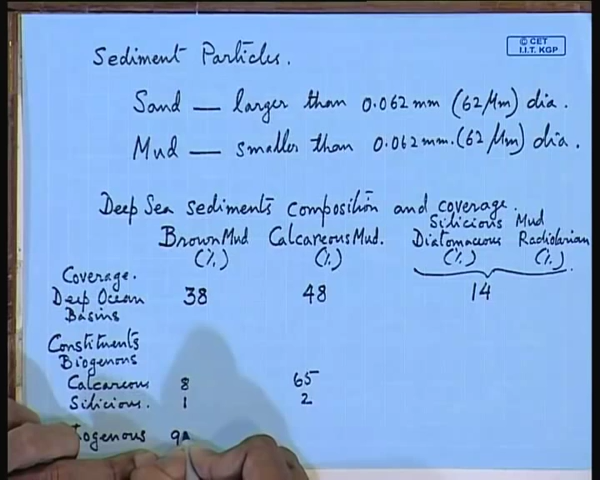 © CET
I.I.T. KGP
Sediment Particles.
Sand — larger than 0.062 mm (62 Mm) dia.
Mud — smaller than 0.062 mm. (62 Mm) dia.
Deep Sea sediments composition and coverage.
Silicious Mud
Brown Mud Calcareous Mud. Diatomaceous Radiolarian
(%) (%) (%) (%)
Coverage.
Deep Ocean 38 48 14
Basins
Constituents
Biogenous
Calcareous 8 65
Silicious. 1 2